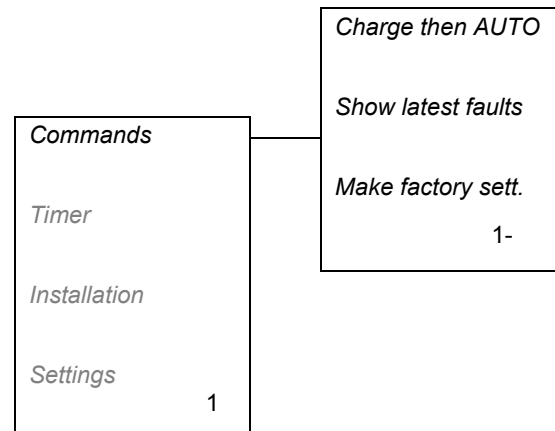 Commands
Timer
Installation
Settings
1
Charge then AUTO
Show latest faults
Make factory sett.
1-